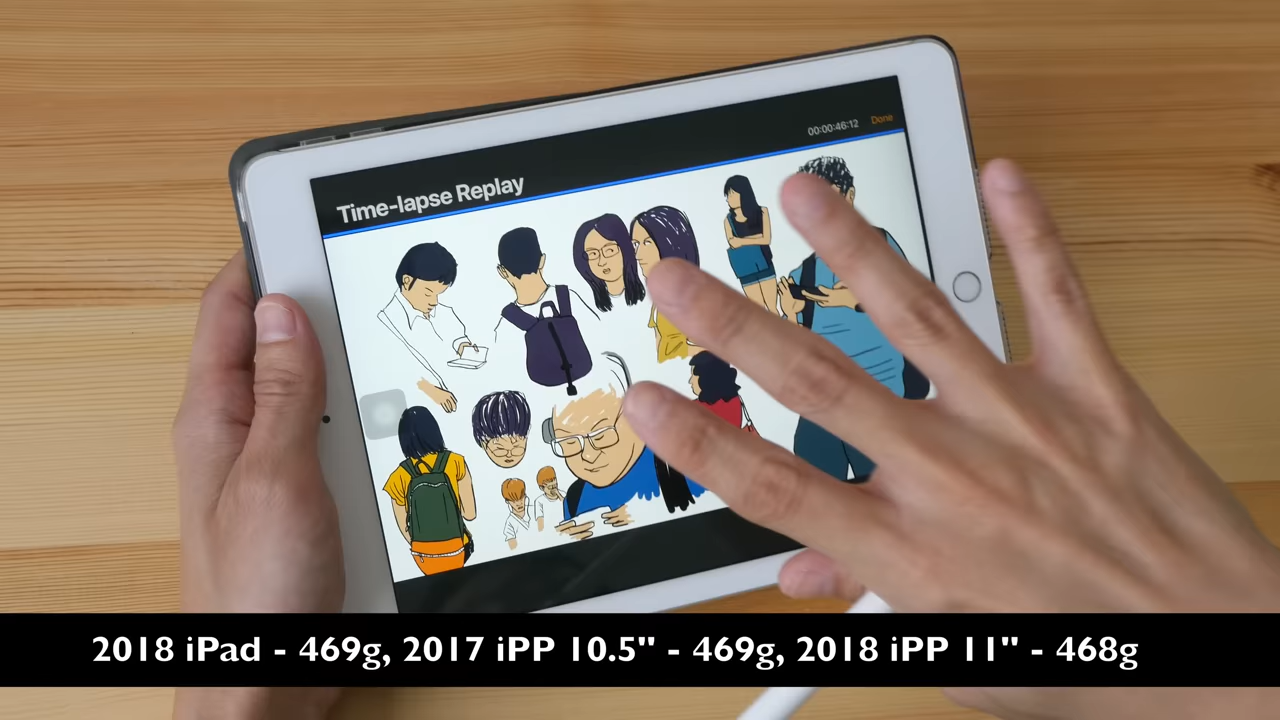 00:00:46:12 Done
Time-lapse Replay
2018 iPad - 469g, 2017 iPP 10.5" - 469g, 2018 iPP 11" - 468g